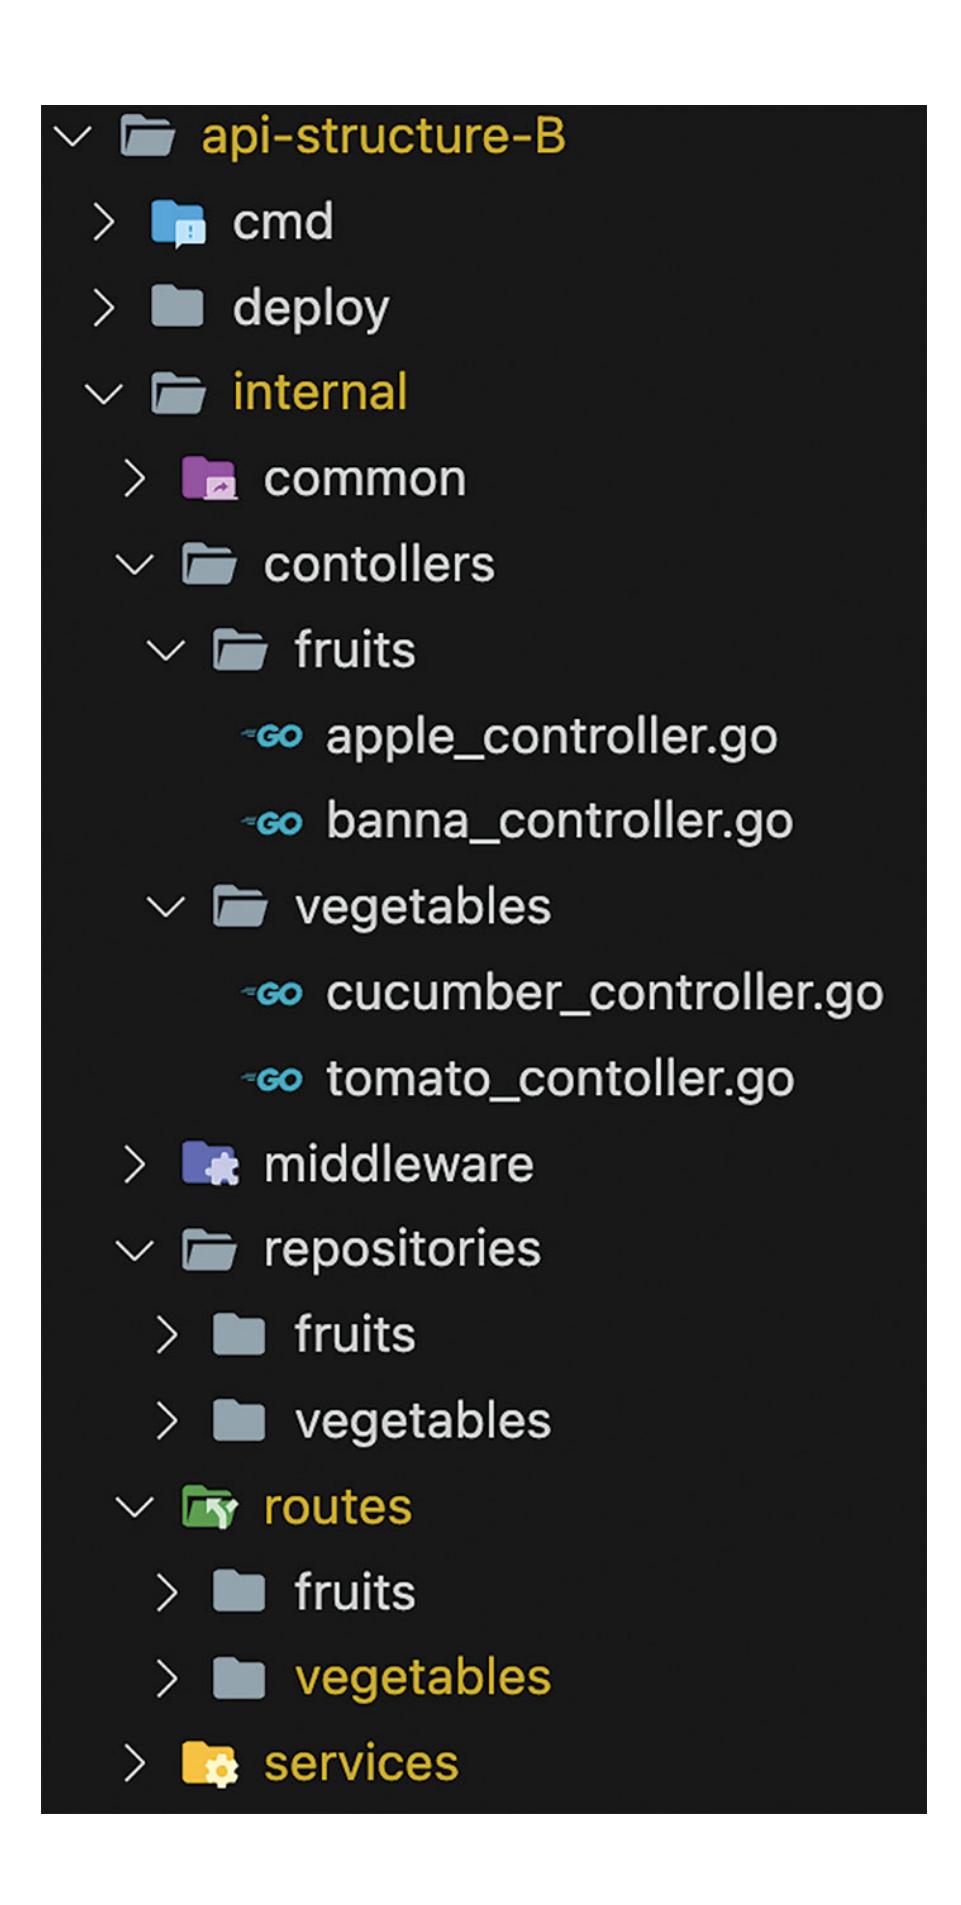 api-structure-B
cmd
deploy
internal
common
contollers
fruits
GO apple_controller.go
GO banna_controller.go
vegetables
GO cucumber_controller.go
GO tomato_contoller.go
middleware
repositories
fruits
vegetables
routes
fruits
vegetables
services